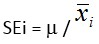 SEi = μ / x̄ᵢ